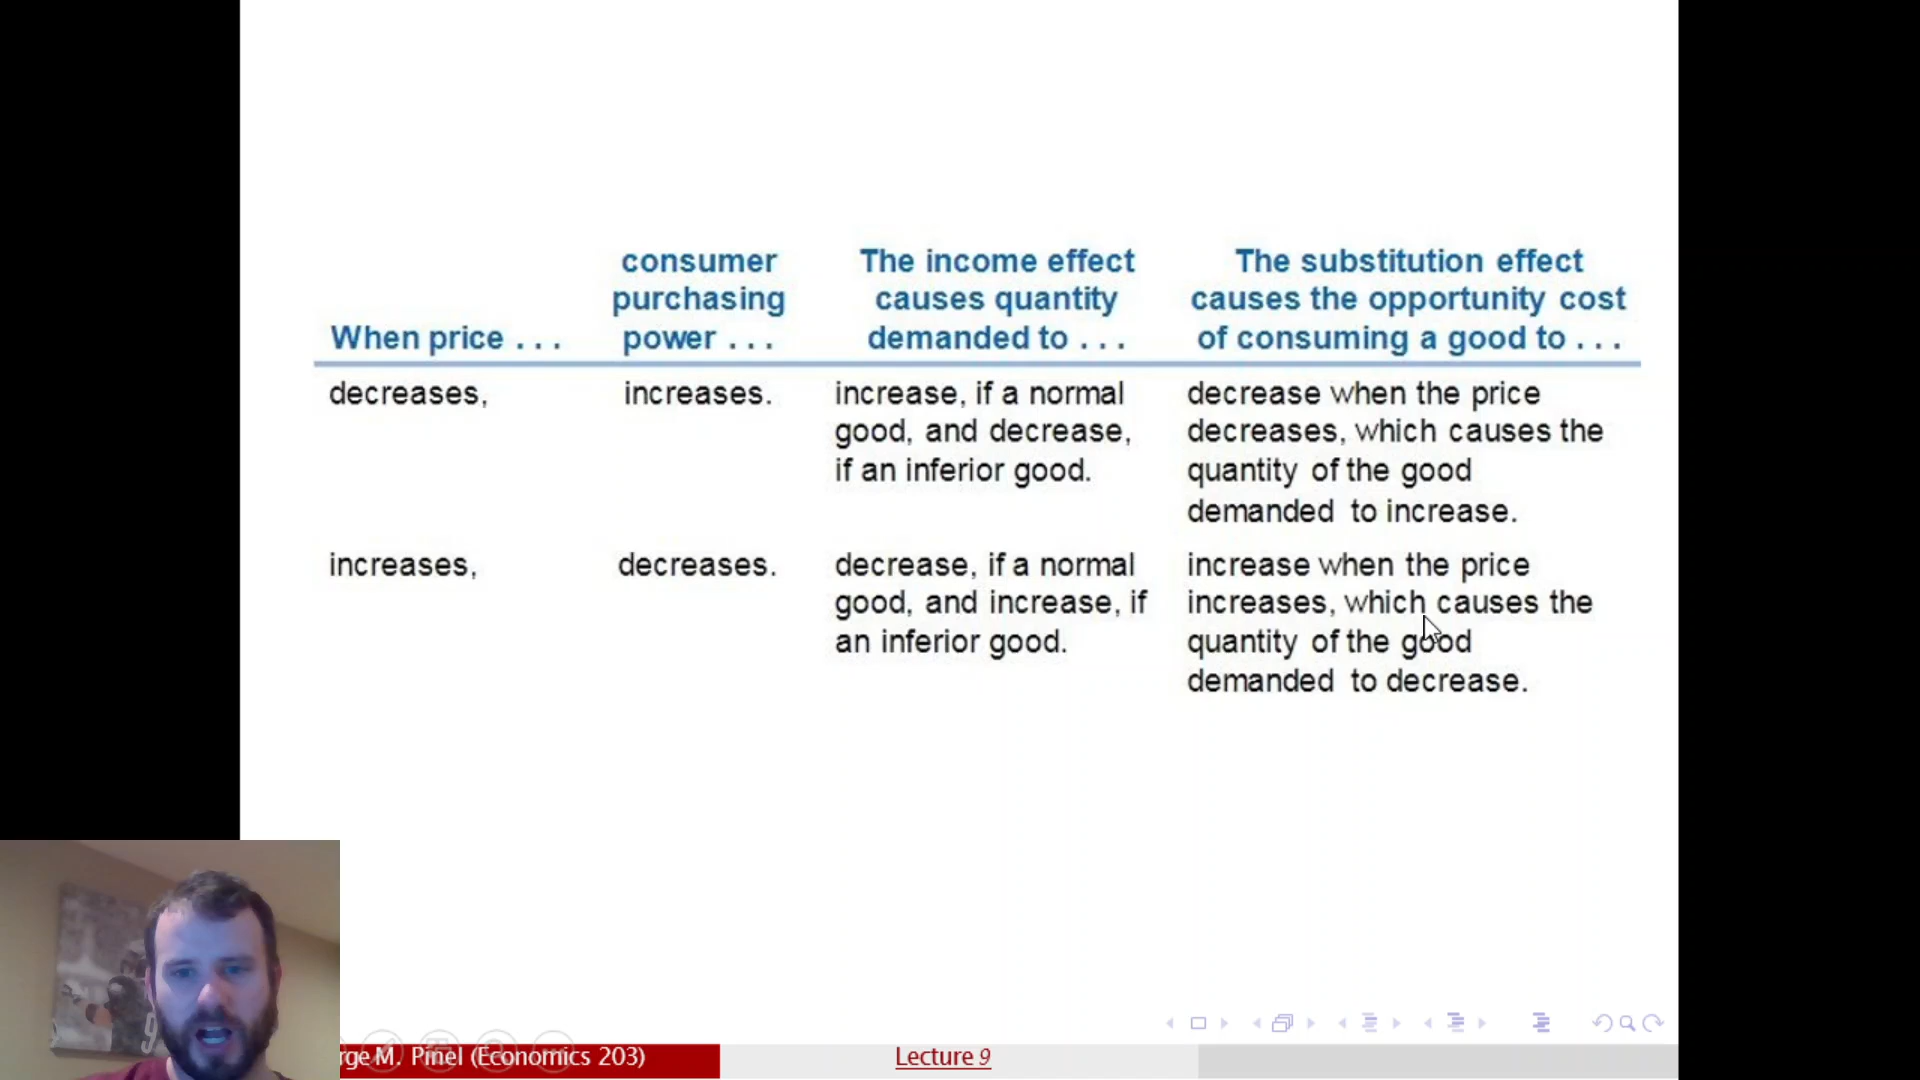 consumer
purchasing
When price . . .
power . . .
The income effect
causes quantity
demanded to . . .
The substitution effect
causes the opportunity cost
of consuming a good to . . .
decreases,
increases.
increase, if a normal
good, and decrease,
if an inferior good.
decrease when the price
decreases, which causes the
quantity of the good
demanded to increase.
increases,
decreases.
decrease, if a normal
good, and increase, if
an inferior good.
increase when the price
increases, which causes the
quantity of the good
demanded to decrease.
M. (Economics 203)
Lecture 9